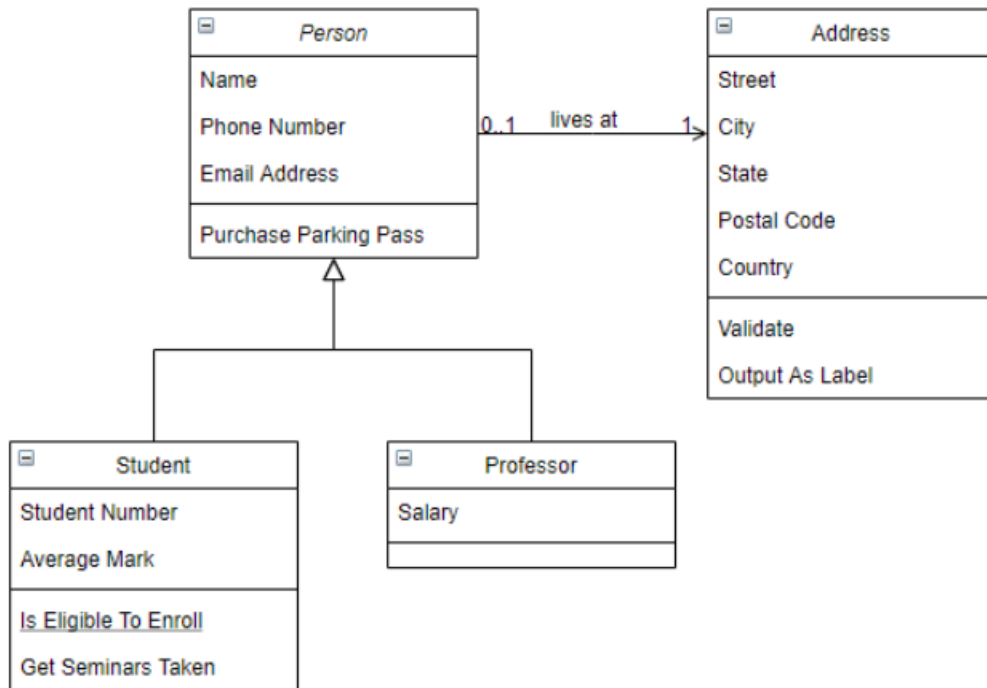 Person
Name
Phone Number
Email Address
Purchase Parking Pass
0..1 lives at 1
Address
Street
City
State
Postal Code
Country
Validate
Output As Label
Student
Student Number
Average Mark
Is Eligible To Enroll
Get Seminars Taken
Professor
Salary